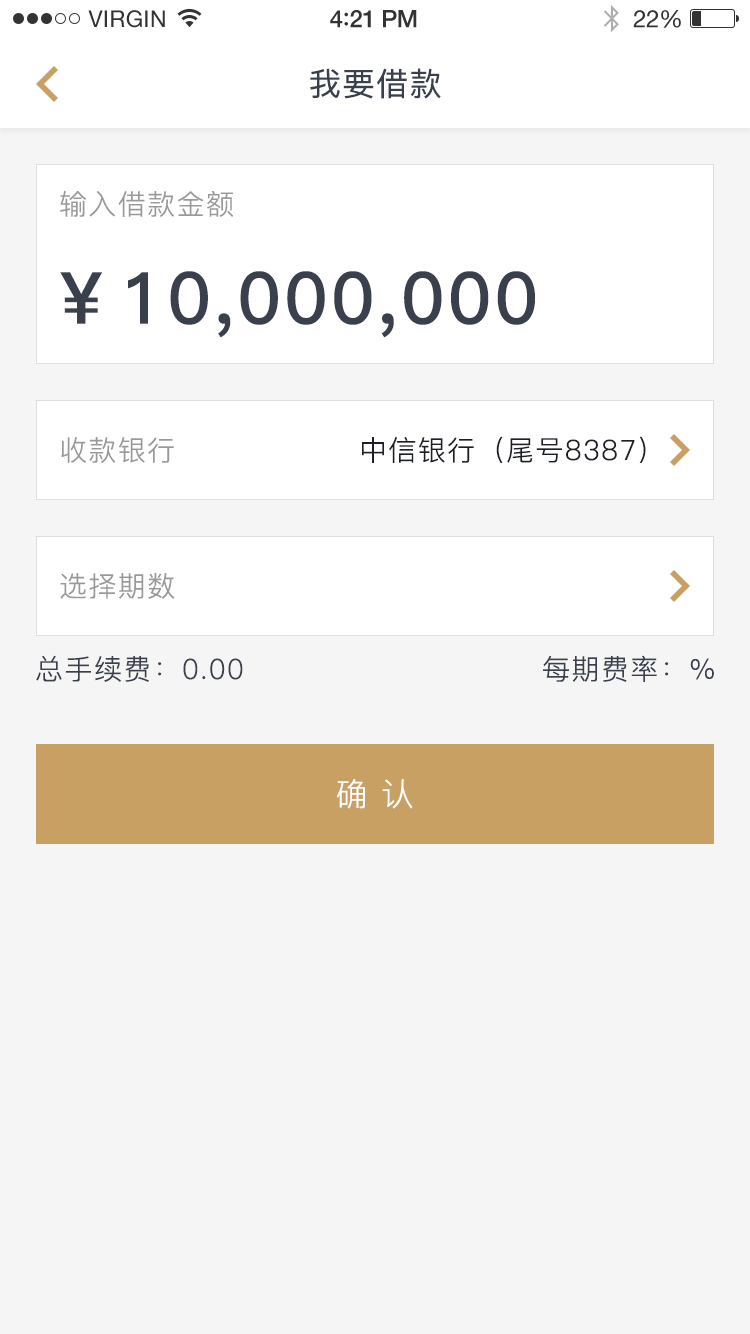 VIRGIN 4:21 PM 22%
我要借款
输入借款金额
¥10,000,000
收款银行 中信银行（尾号8387）
选择期数
总手续费：0.00 每期费率：%
确认